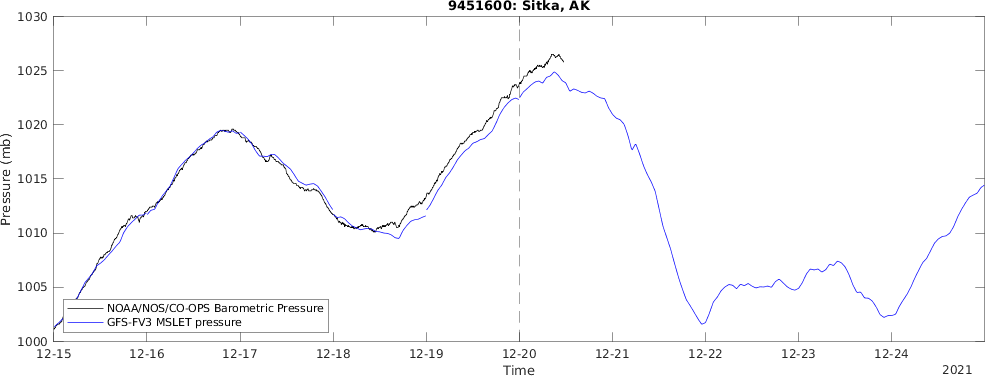 9451600: Sitka, AK
1030
1025
1020
1015
1010
1005
1000
Pressure (mb)
NOAA/NOS/CO-OPS Barometric Pressure
GFS-FV3 MSLET pressure
12-15 12-16 12-17 12-18 12-19 12-20 12-21 12-22 12-23 12-24
Time
2021